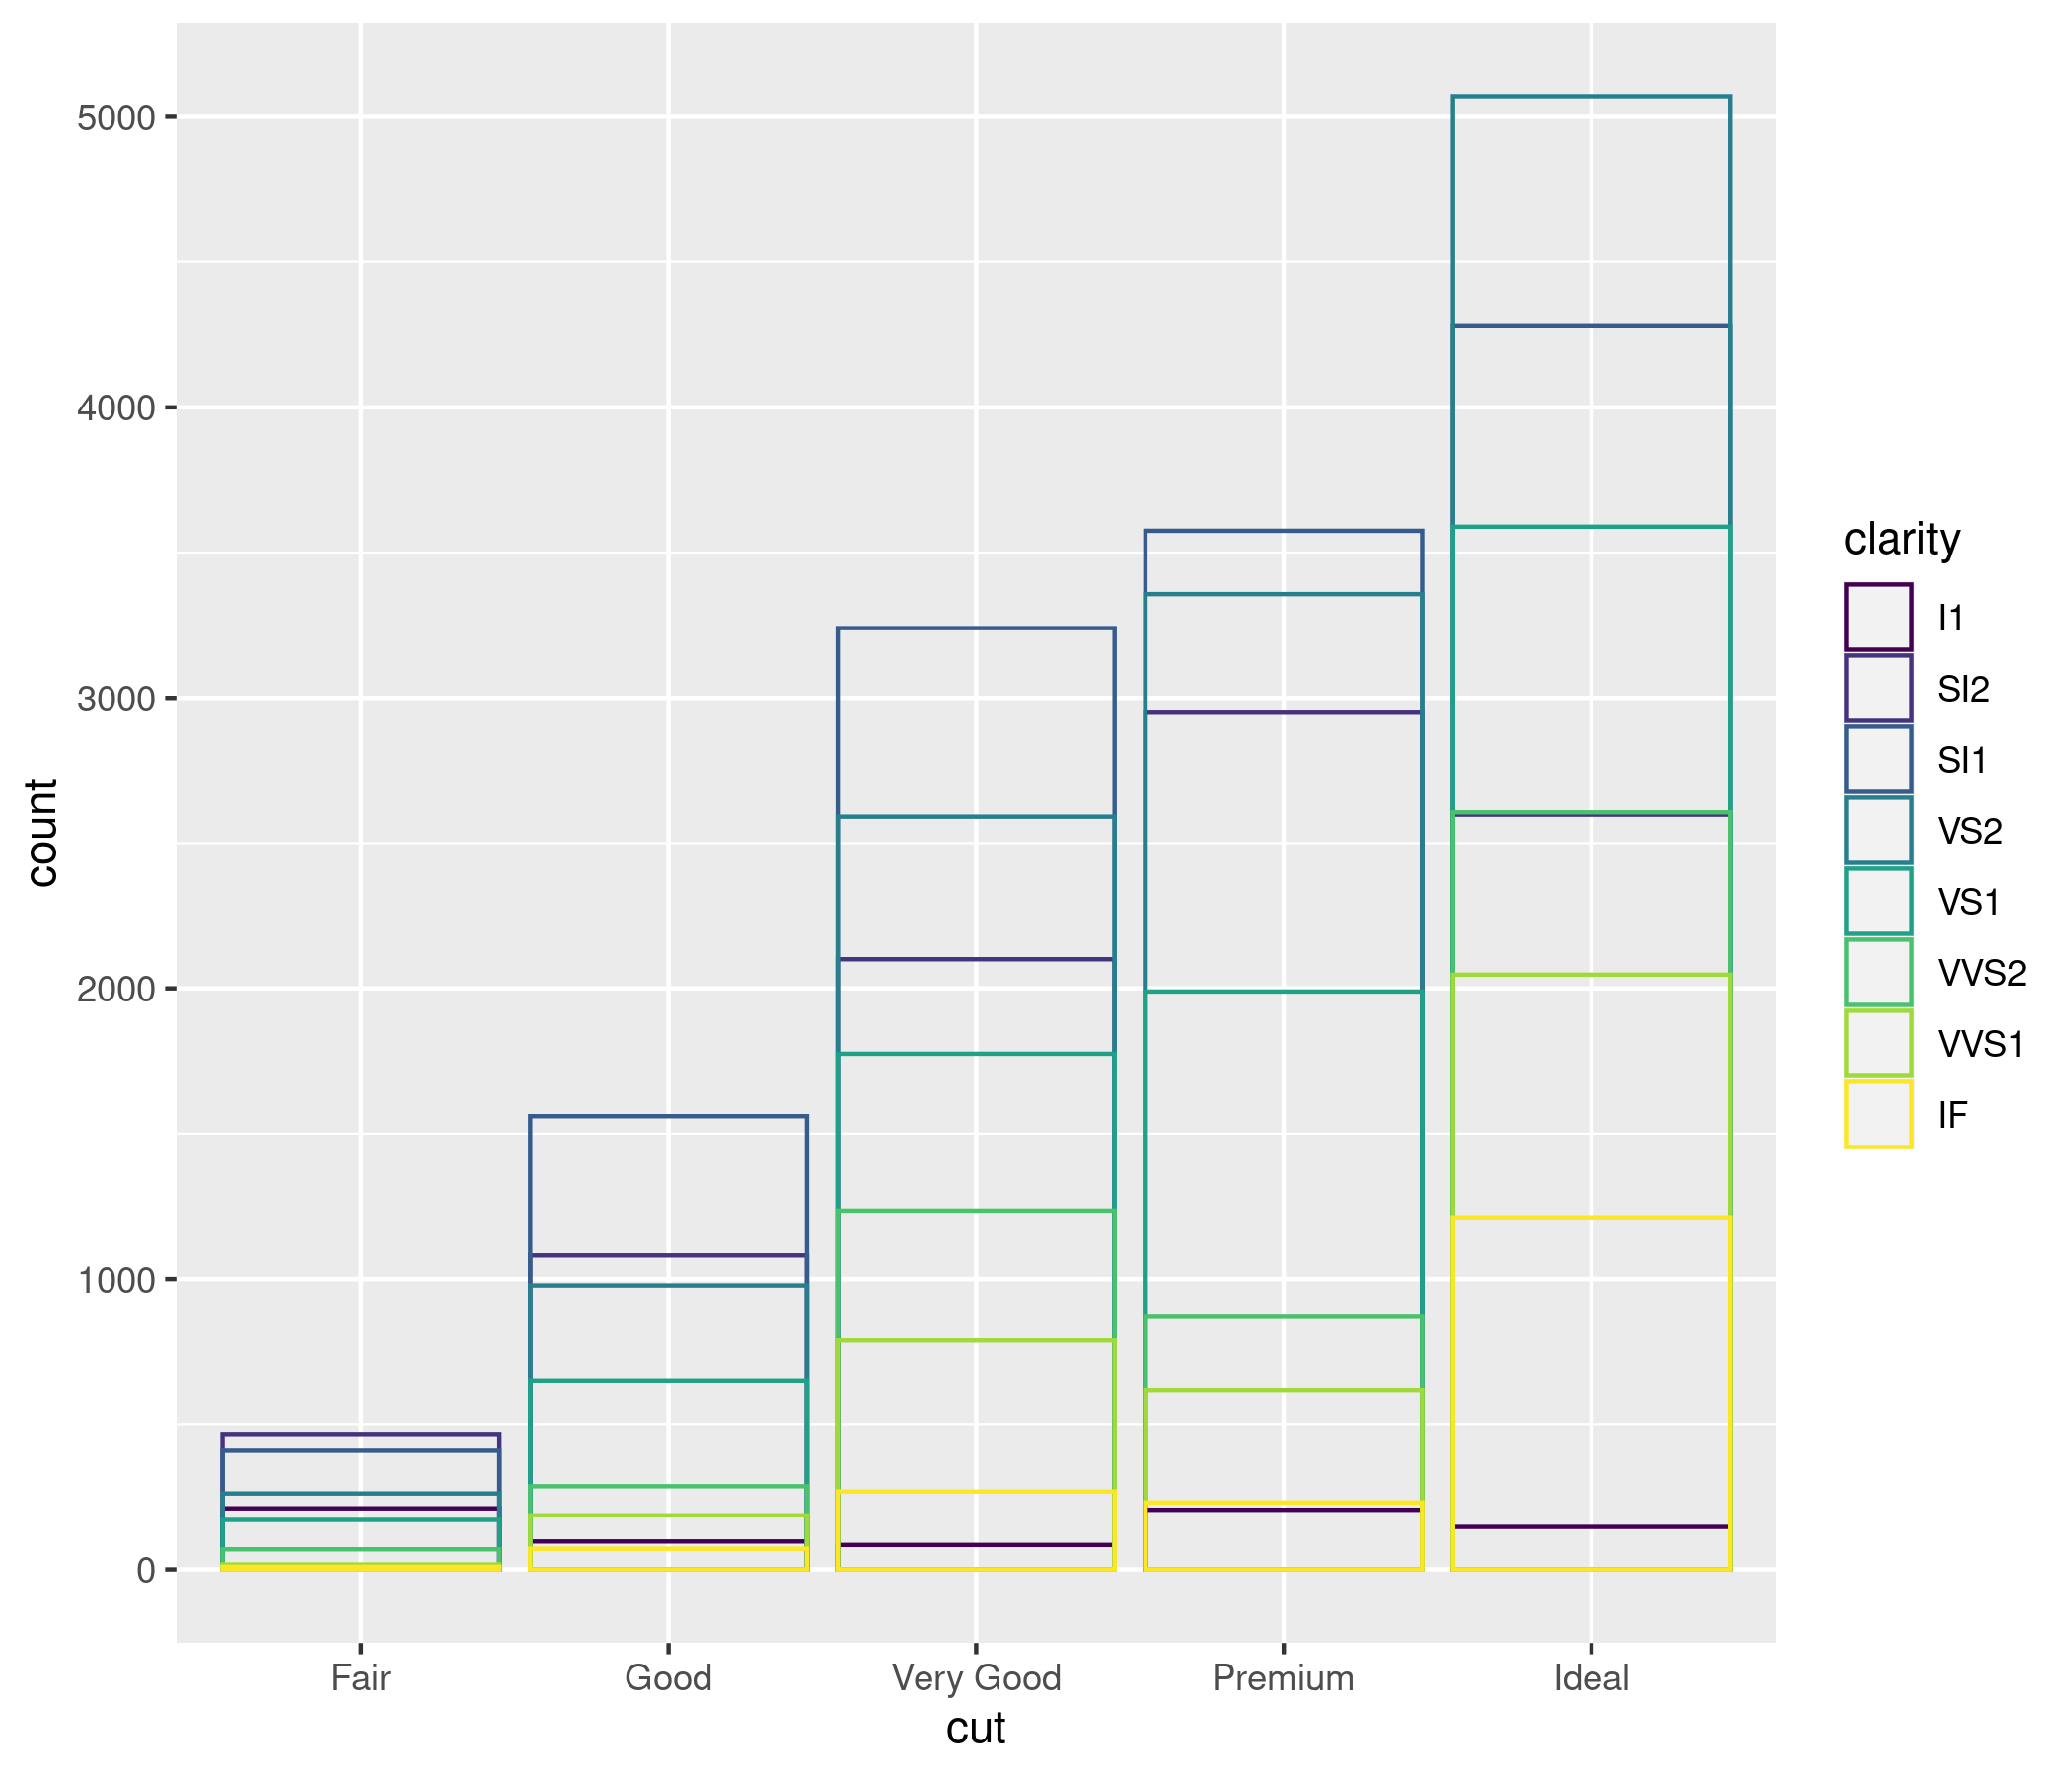 5000
4000
3000
2000
1000
0
count
Fair
Good
Very Good
Premium
Ideal
cut
clarity
I1
SI2
SI1
VS2
VS1
VVS2
VVS1
IF